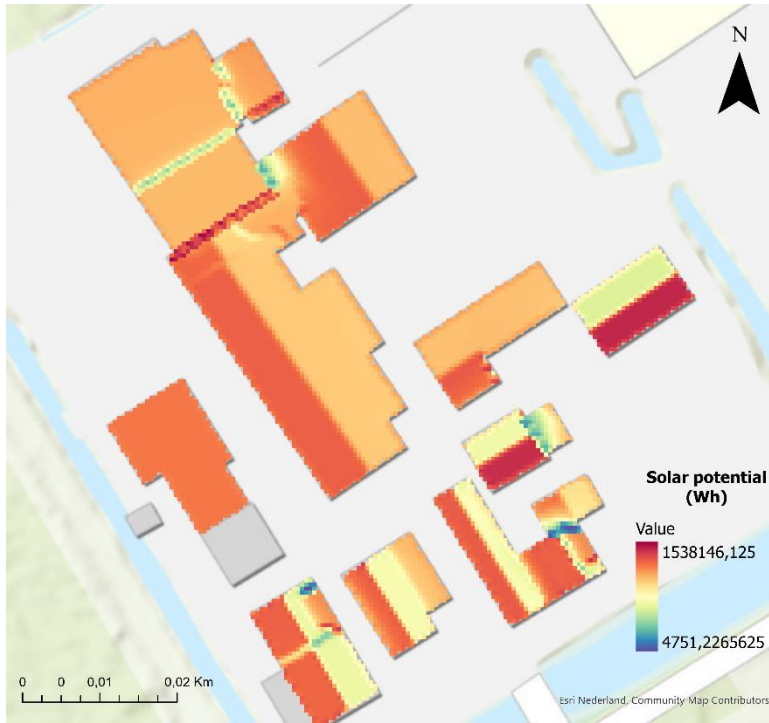 N
Solar potential
(Wh)
Value
1538146,125
4751,2265625
0 0 0,01 0,02 Km
Esri Nederland, Community Map Contributors